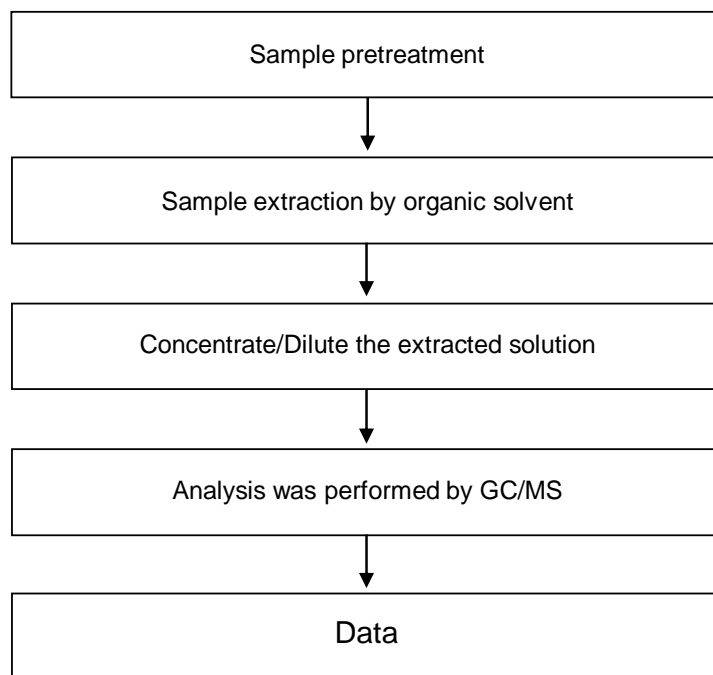 Sample pretreatment
Sample extraction by organic solvent
Concentrate/Dilute the extracted solution
Analysis was performed by GC/MS
Data